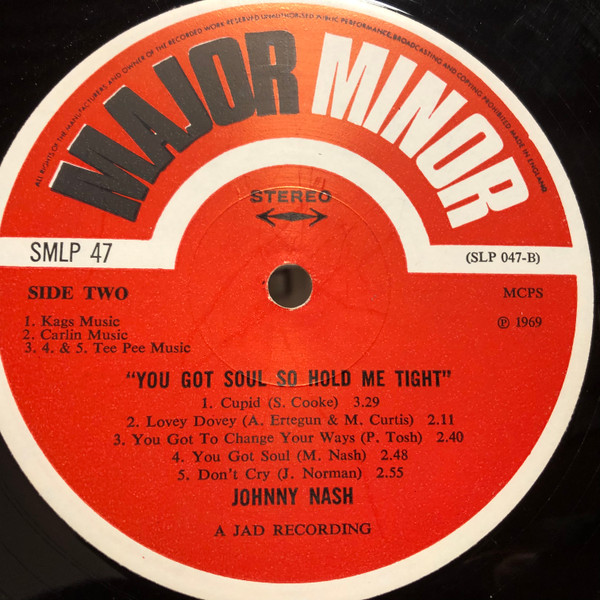 ALL RIGHTS OF THE MANUFACTURERS AND OWNER OF THE RECORDED WORK RESERVED UNAUTHORISED PUBLIC PERFORMANCE, BROADCASTING AND COPYING PROHIBITED MADE IN ENGLAND
MAJOR MINOR
STEREO
SMLP 47
(SLP 047-B)
SIDE TWO
MCPS
1. Kags Music
℗ 1969
2. Carlin Music
3. 4. & 5. Tee Pee Music
"YOU GOT SOUL SO HOLD ME TIGHT"
1. Cupid (S. Cooke) 3.29
2. Lovey Dovey (A. Ertegun & M. Curtis) 2.11
3. You Got To Change Your Ways (P. Tosh) 2.40
4. You Got Soul (M. Nash) 2.48
5. Don't Cry (J. Norman) 2.55
JOHNNY NASH
A JAD RECORDING